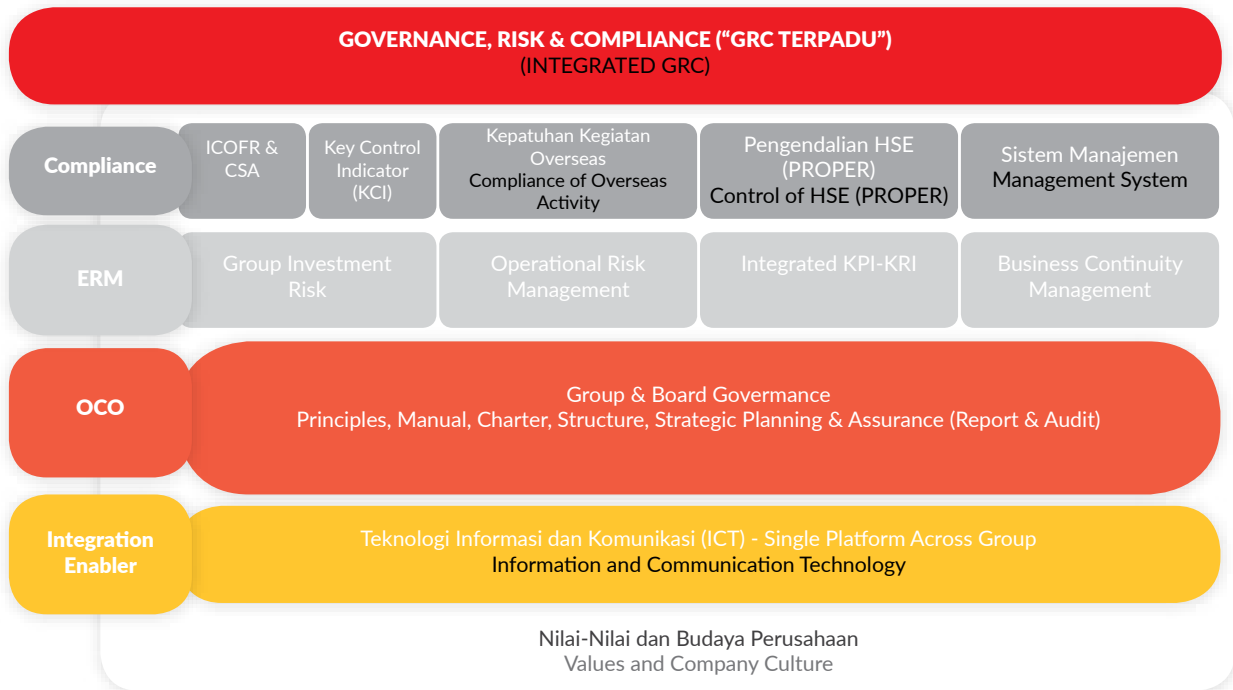 GOVERNANCE, RISK & COMPLIANCE (“GRC TERPADU”)
(INTEGRATED GRC)
Compliance
ICOFR &
CSA
Key Control
Indicator
(KCI)
Kepatuhan Kegiatan
Overseas
Compliance of Overseas
Activity
Pengendalian HSE
(PROPER)
Control of HSE (PROPER)
Sistem Manajemen
Management System
ERM
Group Investment
Risk
Operational Risk
Management
Integrated KPI-KRI
Business Continuity
Management
OCO
Group & Board Governance
Principles, Manual, Charter, Structure, Strategic Planning & Assurance (Report & Audit)
Integration
Enabler
Teknologi Informasi dan Komunikasi (ICT) - Single Platform Across Group
Information and Communication Technology
Nilai-Nilai dan Budaya Perusahaan
Values and Company Culture